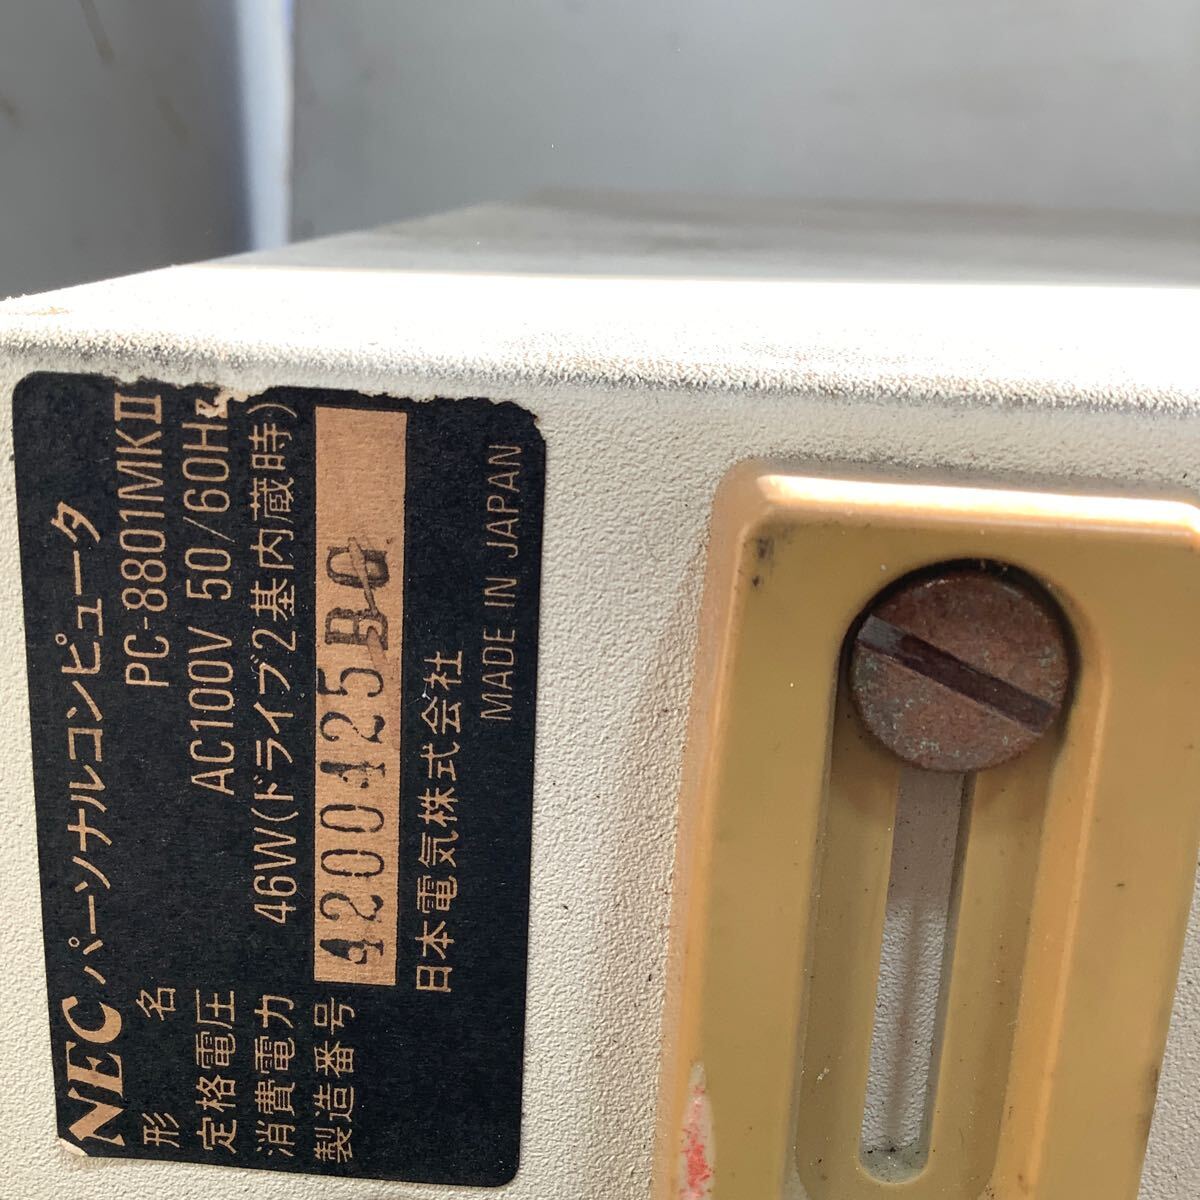 NEC パーソナルコンピュータ
形名 PC-8801MKⅡ
定格電圧 AC100V 50/60Hz
消費電力 46W(ドライブ2基内蔵時)
製造番号 4200425BG
日本電気株式会社
MADE IN JAPAN